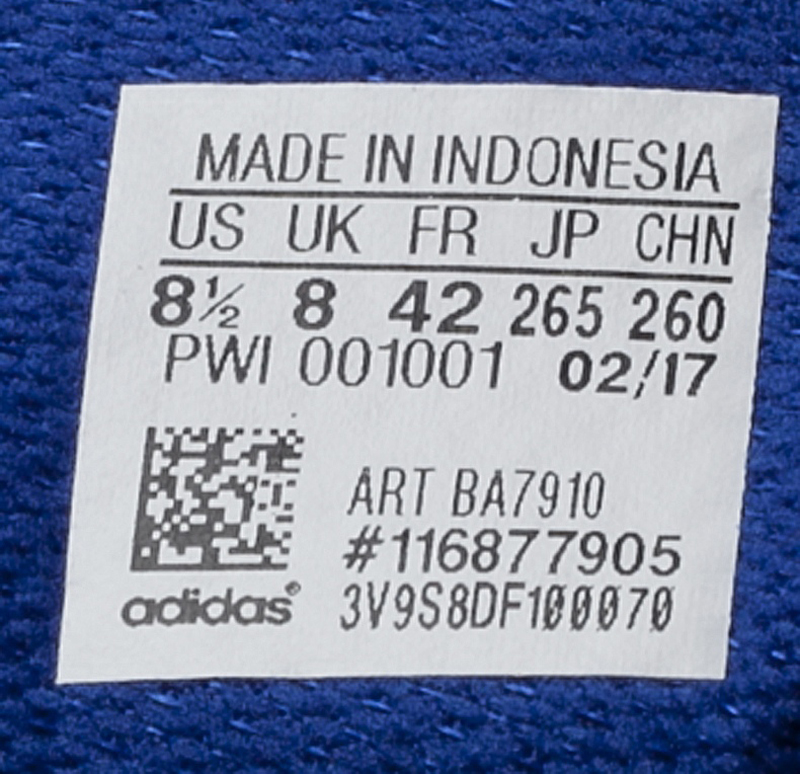 MADE IN INDONESIA
US UK FR JP CHN
8½ 8 42 265 260
PWI 001001 02/17
ART BA7910
#116877905
adidas® 3V9S8DF100070